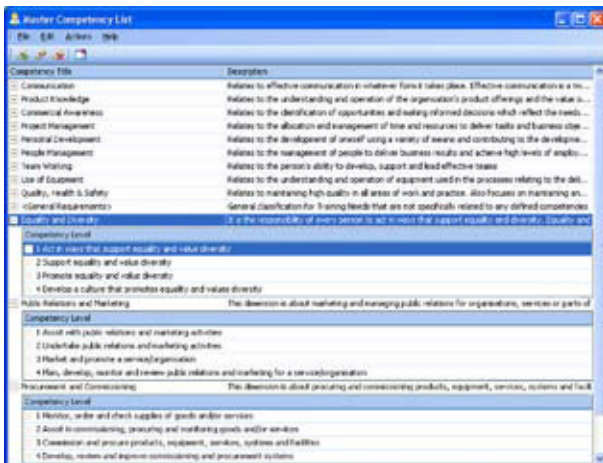 Master Competency List
File Edit Actions Help
Competency Title Description
Communication Relates to effective communication in whatever form it takes place. Effective communication is a
Product Knowledge Relates to the understanding and operation of the organisation's product offerings and the value
Commercial Awareness Relates to the identification of opportunities and making informed decisions which reflect the needs...
Project Management Relates to the allocation and management of time and resources to deliver tasks and business
Personal Development Relates to the development of oneself using a variety of means and contributing to the
People Management Relates to the management of people to deliver business results and achieve high levels of
Team Working Relates to the person's ability to develop, support and lead effective teams
Use of Equipment Relates to the understanding and operation of equipment used in the processes relating to the
Quality, Health & Safety Relates to maintaining high quality in all areas of work and practice. Also focuses on maintaining
<General Requirements> General classification for Training Needs that are not specifically related to any defined competencies
Equality and Diversity It is the responsibility of every person to act in ways that support equality and diversity. Equality and
Competency Level
1 Act in ways that support equality and value diversity
2 Support equality and value diversity
3 Promote equality and value diversity
4 Develop a culture that promotes equality and values diversity
Public Relations and Marketing This dimension is about marketing and managing public relations for organisations, services or parts of
Competency Level
1 Assist with public relations and marketing activities
2 Undertake public relations and marketing activities
3 Market and promote a service/organisation
4 Plan, develop, monitor and review public relations and marketing for a service/organisation
Procurement and Commissioning This dimension is about procuring and commissioning products, equipment, services, systems and
Competency Level
1 Monitor, order and check supplies of goods and/or services
2 Assist in commissioning, procuring and monitoring goods and/or services
3 Commission and procure products, equipment, services, systems and facilities
4 Develop, review and improve commissioning and procurement systems